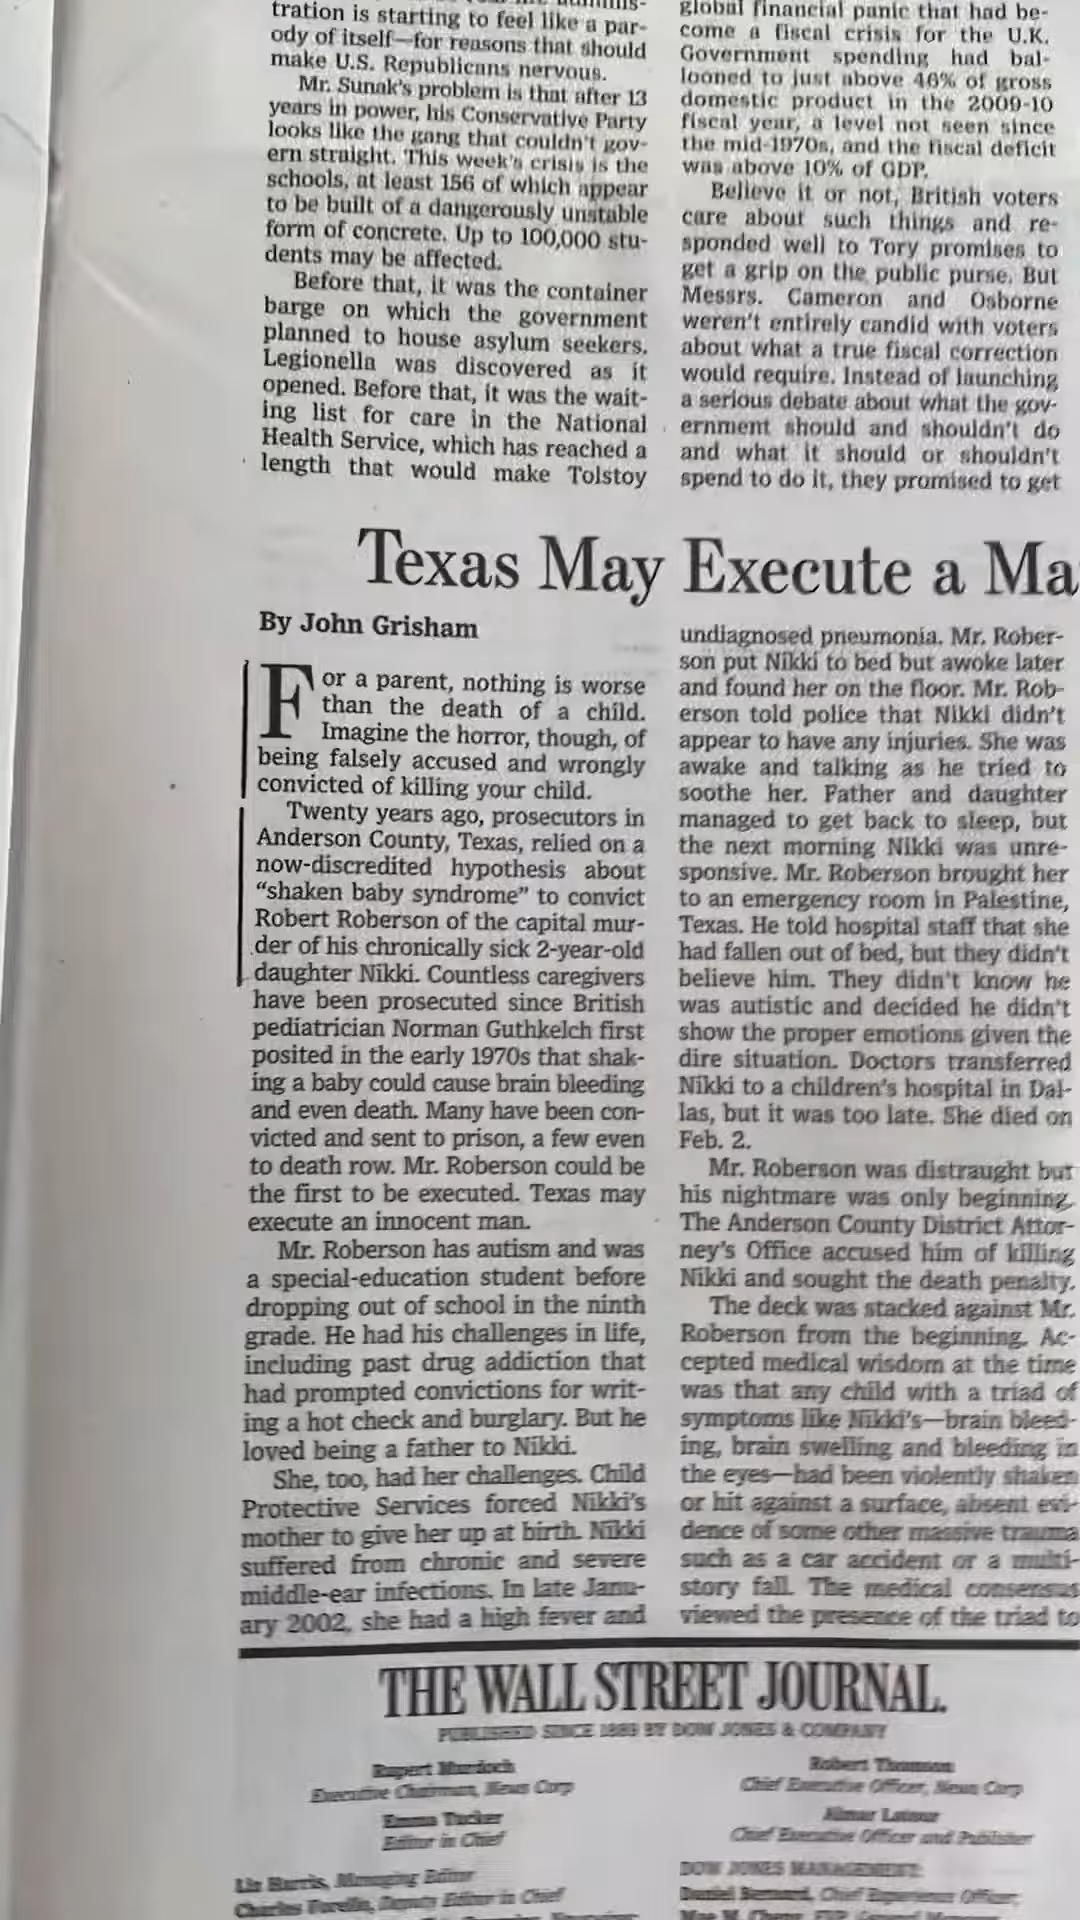 tration is starting to feel like a par-
ody of itself—for reasons that should
make U.S. Republicans nervous.
Mr. Sunak's problem is that after 13
years in power, his Conservative Party
looks like the gang that couldn't gov-
ern straight. This week's crisis is the
schools, at least 156 of which appear
to be built of a dangerously unstable
form of concrete. Up to 100,000 stu-
dents may be affected.
Before that, it was the container
barge on which the government
planned to house asylum seekers.
Legionella was discovered as it
opened. Before that, it was the wait-
ing list for care in the National
Health Service, which has reached a
length that would make Tolstoy
global financial panic that had be-
come a fiscal crisis for the U.K.
Government spending had bal-
looned to just above 46% of gross
domestic product in the 2009-10
fiscal year, a level not seen since
the mid-1970s, and the fiscal deficit
was above 10% of GDP.
Believe it or not, British voters
care about such things and re-
sponded well to Tory promises to
get a grip on the public purse. But
Messrs. Cameron and Osborne
weren't entirely candid with voters
about what a true fiscal correction
would require. Instead of launching
a serious debate about what the gov-
ernment should and shouldn't do
and what it should or shouldn't
spend to do it, they promised to get
Texas May Execute a Ma
By John Grisham
For a parent, nothing is worse
than the death of a child.
Imagine the horror, though, of
being falsely accused and wrongly
convicted of killing your child.
Twenty years ago, prosecutors in
Anderson County, Texas, relied on a
now-discredited hypothesis about
“shaken baby syndrome” to convict
Robert Roberson of the capital mur-
der of his chronically sick 2-year-old
daughter Nikki. Countless caregivers
have been prosecuted since British
pediatrician Norman Guthkelch first
posited in the early 1970s that shak-
ing a baby could cause brain bleeding
and even death. Many have been con-
victed and sent to prison, a few even
to death row. Mr. Roberson could be
the first to be executed. Texas may
execute an innocent man.
Mr. Roberson has autism and was
a special-education student before
dropping out of school in the ninth
grade. He had his challenges in life,
including past drug addiction that
had prompted convictions for writ-
ing a hot check and burglary. But he
loved being a father to Nikki.
She, too, had her challenges. Child
Protective Services forced Nikki's
mother to give her up at birth. Nikki
suffered from chronic and severe
middle-ear infections. In late Janu-
ary 2002, she had a high fever and
undiagnosed pneumonia. Mr. Rober-
son put Nikki to bed but awoke later
and found her on the floor. Mr. Rob-
erson told police that Nikki didn't
appear to have any injuries. She was
awake and talking as he tried to
soothe her. Father and daughter
managed to get back to sleep, but
the next morning Nikki was unre-
sponsive. Mr. Roberson brought her
to an emergency room in Palestine,
Texas. He told hospital staff that she
had fallen out of bed, but they didn't
believe him. They didn't know he
was autistic and decided he didn't
show the proper emotions given the
dire situation. Doctors transferred
Nikki to a children's hospital in Dal-
las, but it was too late. She died on
Feb. 2.
Mr. Roberson was distraught but
his nightmare was only beginning.
The Anderson County District Attor-
ney's Office accused him of killing
Nikki and sought the death penalty.
The deck was stacked against Mr.
Roberson from the beginning. Ac-
cepted medical wisdom at the time
was that any child with a triad of
symptoms like Nikki's—brain bleed-
ing, brain swelling and bleeding in
the eyes—had been violently shaken
or hit against a surface, absent evi-
dence of some other massive trauma
such as a car accident or a multi-
story fall. The medical consensus
viewed the presence of the triad to
THE WALL STREET JOURNAL.
PUBLISHED SINCE 1889 BY DOW JONES & COMPANY
Rupert Murdoch
Executive Chairman, News Corp
Emma Tucker
Editor in Chief
Liz Harris, Managing Editor
Charles Forelle, Deputy Editor in Chief
Robert Thomson
Chief Executive Officer, News Corp
Almar Latour
Chief Executive Officer and Publisher
DOW JONES MANAGEMENT:
Daniel Bernard, Chief Experience Officer;